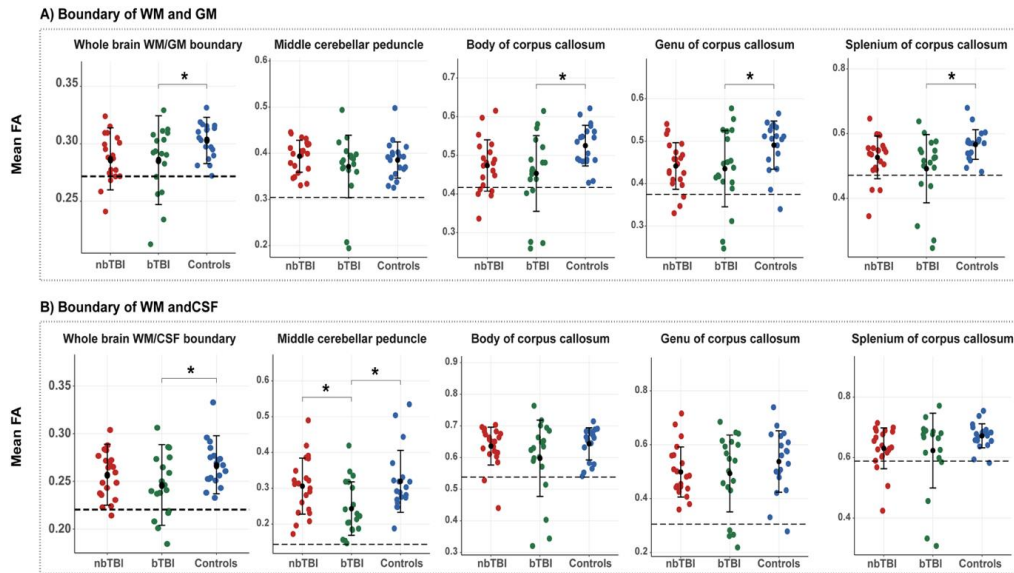 A) Boundary of WM and GM
Whole brain WM/GM boundary
Middle cerebellar peduncle
Body of corpus callosum
Genu of corpus callosum
Splenium of corpus callosum
Mean FA
0.35
0.30
0.25
*
nbTBI bTBI Controls
0.6
0.5
0.4
0.3
0.2
nbTBI bTBI Controls
0.7
0.6
0.5
0.4
0.3
*
nbTBI bTBI Controls
0.6
0.5
0.4
0.3
*
nbTBI bTBI Controls
0.8
0.6
0.4
0.2
*
nbTBI bTBI Controls
B) Boundary of WM andCSF
Whole brain WM/CSF boundary
Middle cerebellar peduncle
Body of corpus callosum
Genu of corpus callosum
Splenium of corpus callosum
Mean FA
0.35
0.30
0.25
0.20
*
nbTBI bTBI Controls
0.6
0.5
0.4
0.3
0.2
*
*
nbTBI bTBI Controls
0.9
0.8
0.7
0.6
0.5
0.4
0.3
nbTBI bTBI Controls
0.8
0.6
0.4
0.2
nbTBI bTBI Controls
0.8
0.6
0.4
nbTBI bTBI Controls